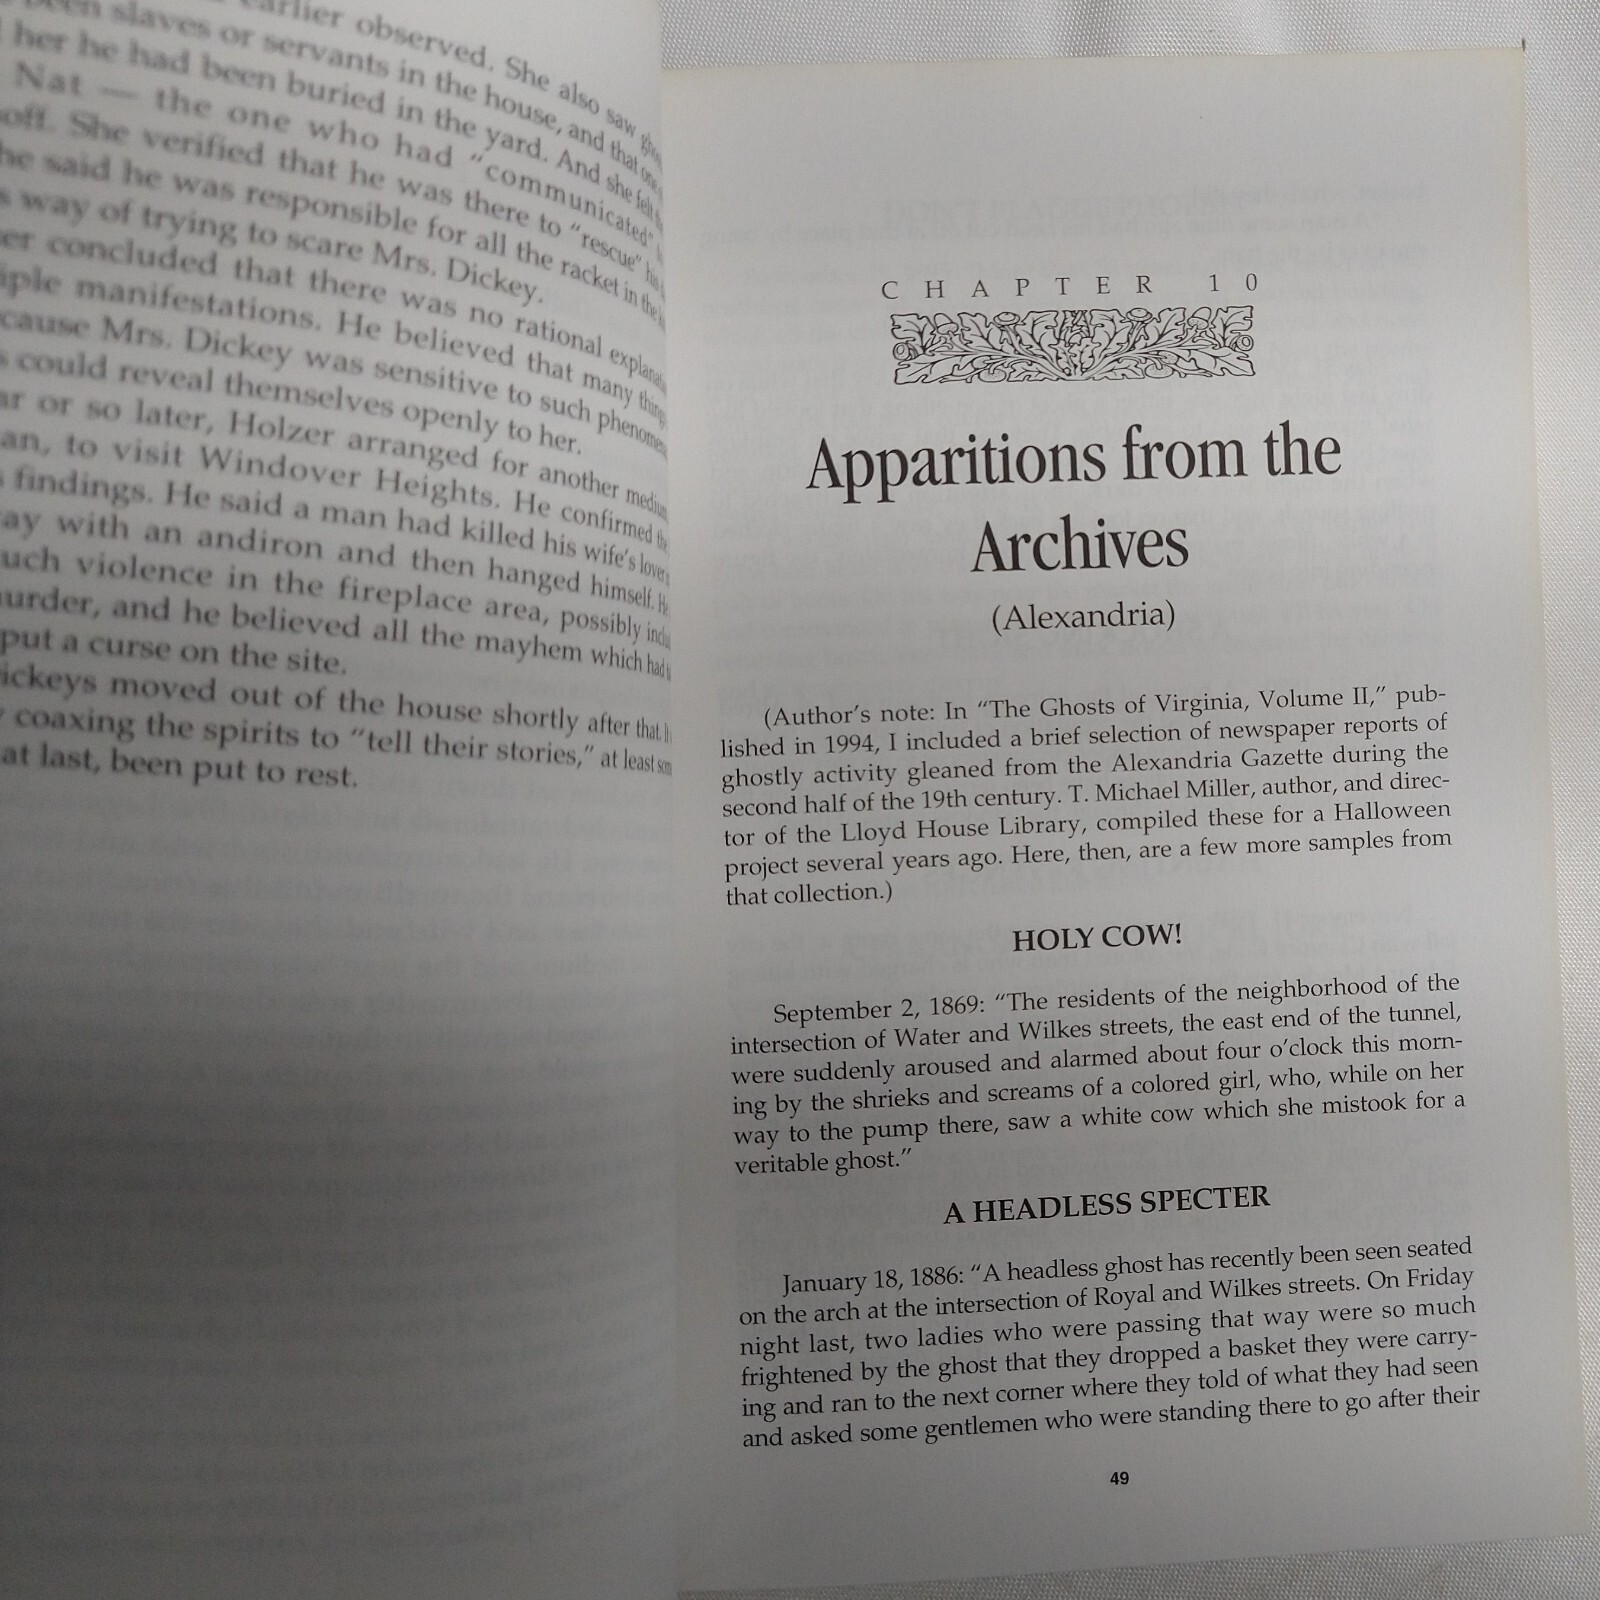 earlier observed. She also saw
been slaves or servants in the house, and that one
her he had been buried in the yard. And she felt
Nat — the one who had "communicated"
off. She verified that he was there to "rescue" his
he said he was responsible for all the racket in the
way of trying to scare Mrs. Dickey.
concluded that there was no rational
manifestations. He believed that many things
Mrs. Dickey was sensitive to such
could reveal themselves openly to her.
or so later, Holzer arranged for another
to visit Windover Heights. He confirmed the
findings. He said a man had killed his wife's
with an andiron and then hanged himself.
violence in the fireplace area, possibly
and he believed all the mayhem which had
put a curse on the site.
moved out of the house shortly after that.
coaxing the spirits to "tell their stories," at least
at last, been put to rest.
CHAPTER 10
Apparitions from the
Archives
(Alexandria)
(Author's note: In "The Ghosts of Virginia, Volume II," pub-
lished in 1994, I included a brief selection of newspaper reports of
ghostly activity gleaned from the Alexandria Gazette during the
second half of the 19th century. T. Michael Miller, author, and direc-
tor of the Lloyd House Library, compiled these for a Halloween
project several years ago. Here, then, are a few more samples from
that collection.)
HOLY COW!
September 2, 1869: "The residents of the neighborhood of the
intersection of Water and Wilkes streets, the east end of the tunnel,
were suddenly aroused and alarmed about four o'clock this morn-
ing by the shrieks and screams of a colored girl, who, while on her
way to the pump there, saw a white cow which she mistook for a
veritable ghost."
A HEADLESS SPECTER
January 18, 1886: "A headless ghost has recently been seen seated
on the arch at the intersection of Royal and Wilkes streets. On Friday
night last, two ladies who were passing that way were so much
frightened by the ghost that they dropped a basket they were carry-
ing and ran to the next corner where they told of what they had seen
and asked some gentlemen who were standing there to go after their
49